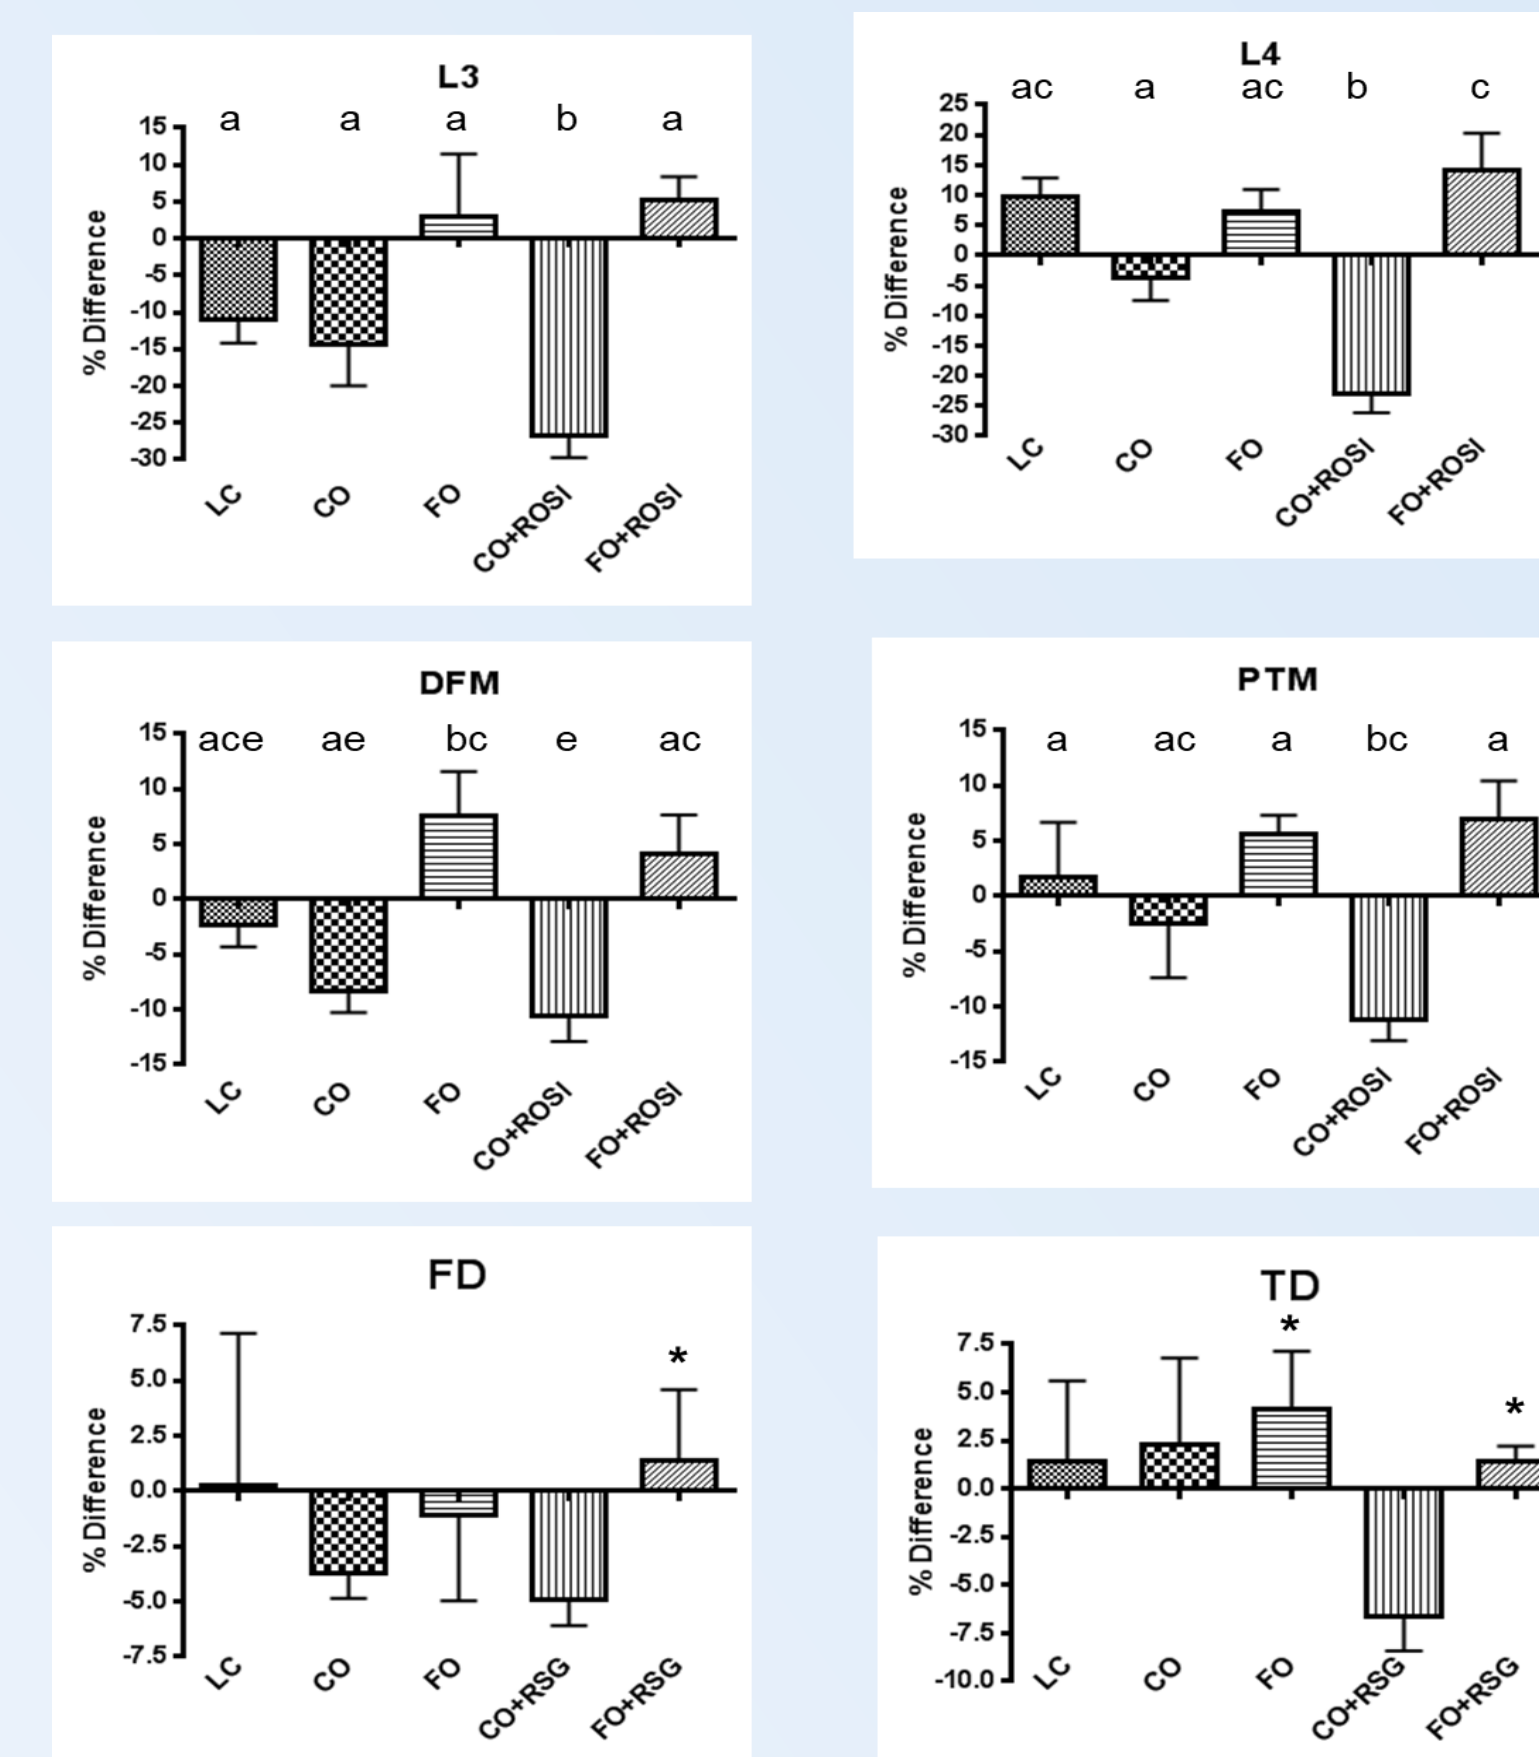 L3
a a a b a
15
10
5
0
-5
-10
-15
-20
-25
-30
% Difference
LC CO FO CO+ROSI FO+ROSI
L4
ac a ac b c
25
20
15
10
5
0
-5
-10
-15
-20
-25
-30
% Difference
LC CO FO CO+ROSI FO+ROSI
DFM
ace ae bc e ac
15
10
5
0
-5
-10
-15
% Difference
LC CO FO CO+ROSI FO+ROSI
PTM
a ac a bc a
15
10
5
0
-5
-10
-15
% Difference
LC CO FO CO+ROSI FO+ROSI
FD
*
7.5
5.0
2.5
0.0
-2.5
-5.0
-7.5
% Difference
LC CO FO CO+RSG FO+RSG
TD
*
*
7.5
5.0
2.5
0.0
-2.5
-5.0
-7.5
-10.0
% Difference
LC CO FO CO+RSG FO+RSG